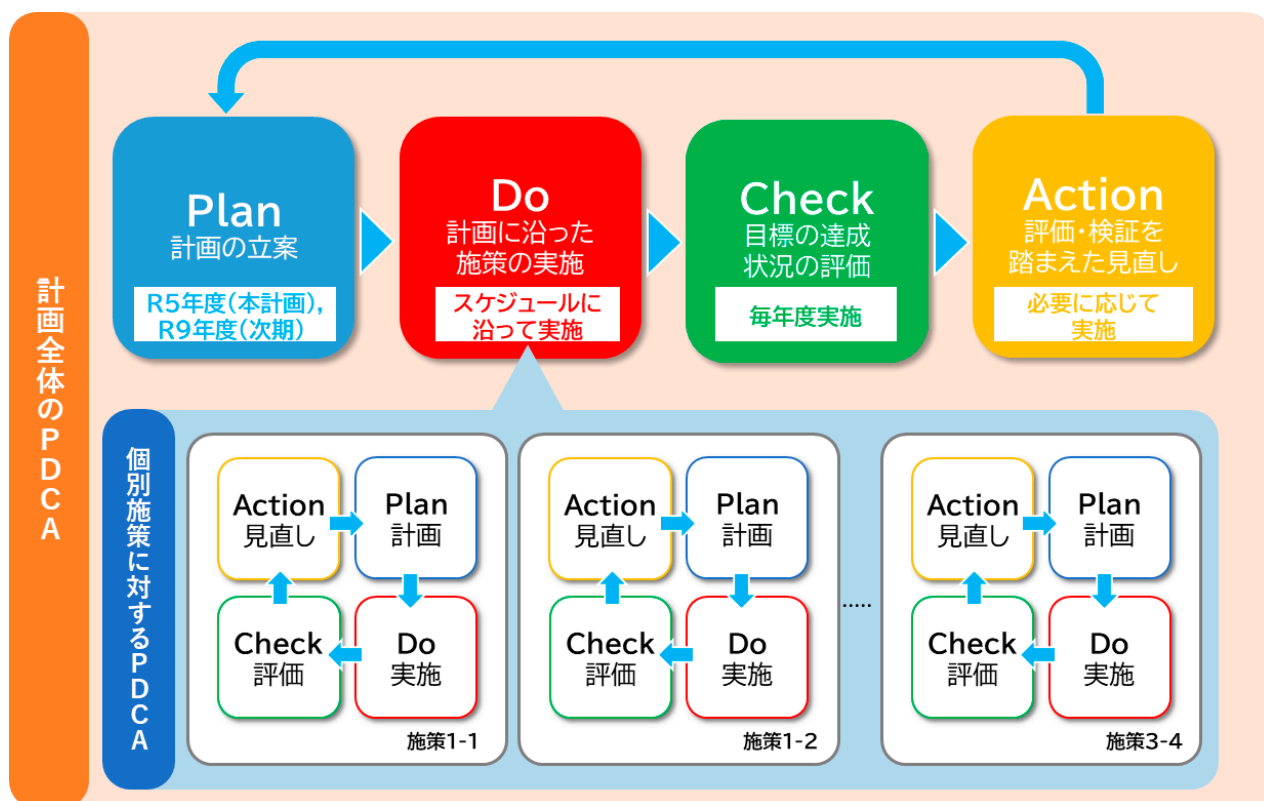 計画全体のPDCA
Plan
計画の立案
R5年度(本計画),
R9年度(次期)
Do
計画に沿った
施策の実施
スケジュールに
沿って実施
Check
目標の達成
状況の評価
毎年度実施
Action
評価・検証を
踏まえた見直し
必要に応じて
実施
個別施策に対するPDCA
Action
見直し
Plan
計画
Check
評価
Do
実施
施策1-1
Action
見直し
Plan
計画
Check
評価
Do
実施
施策1-2
.....
Action
見直し
Plan
計画
Check
評価
Do
実施
施策3-4